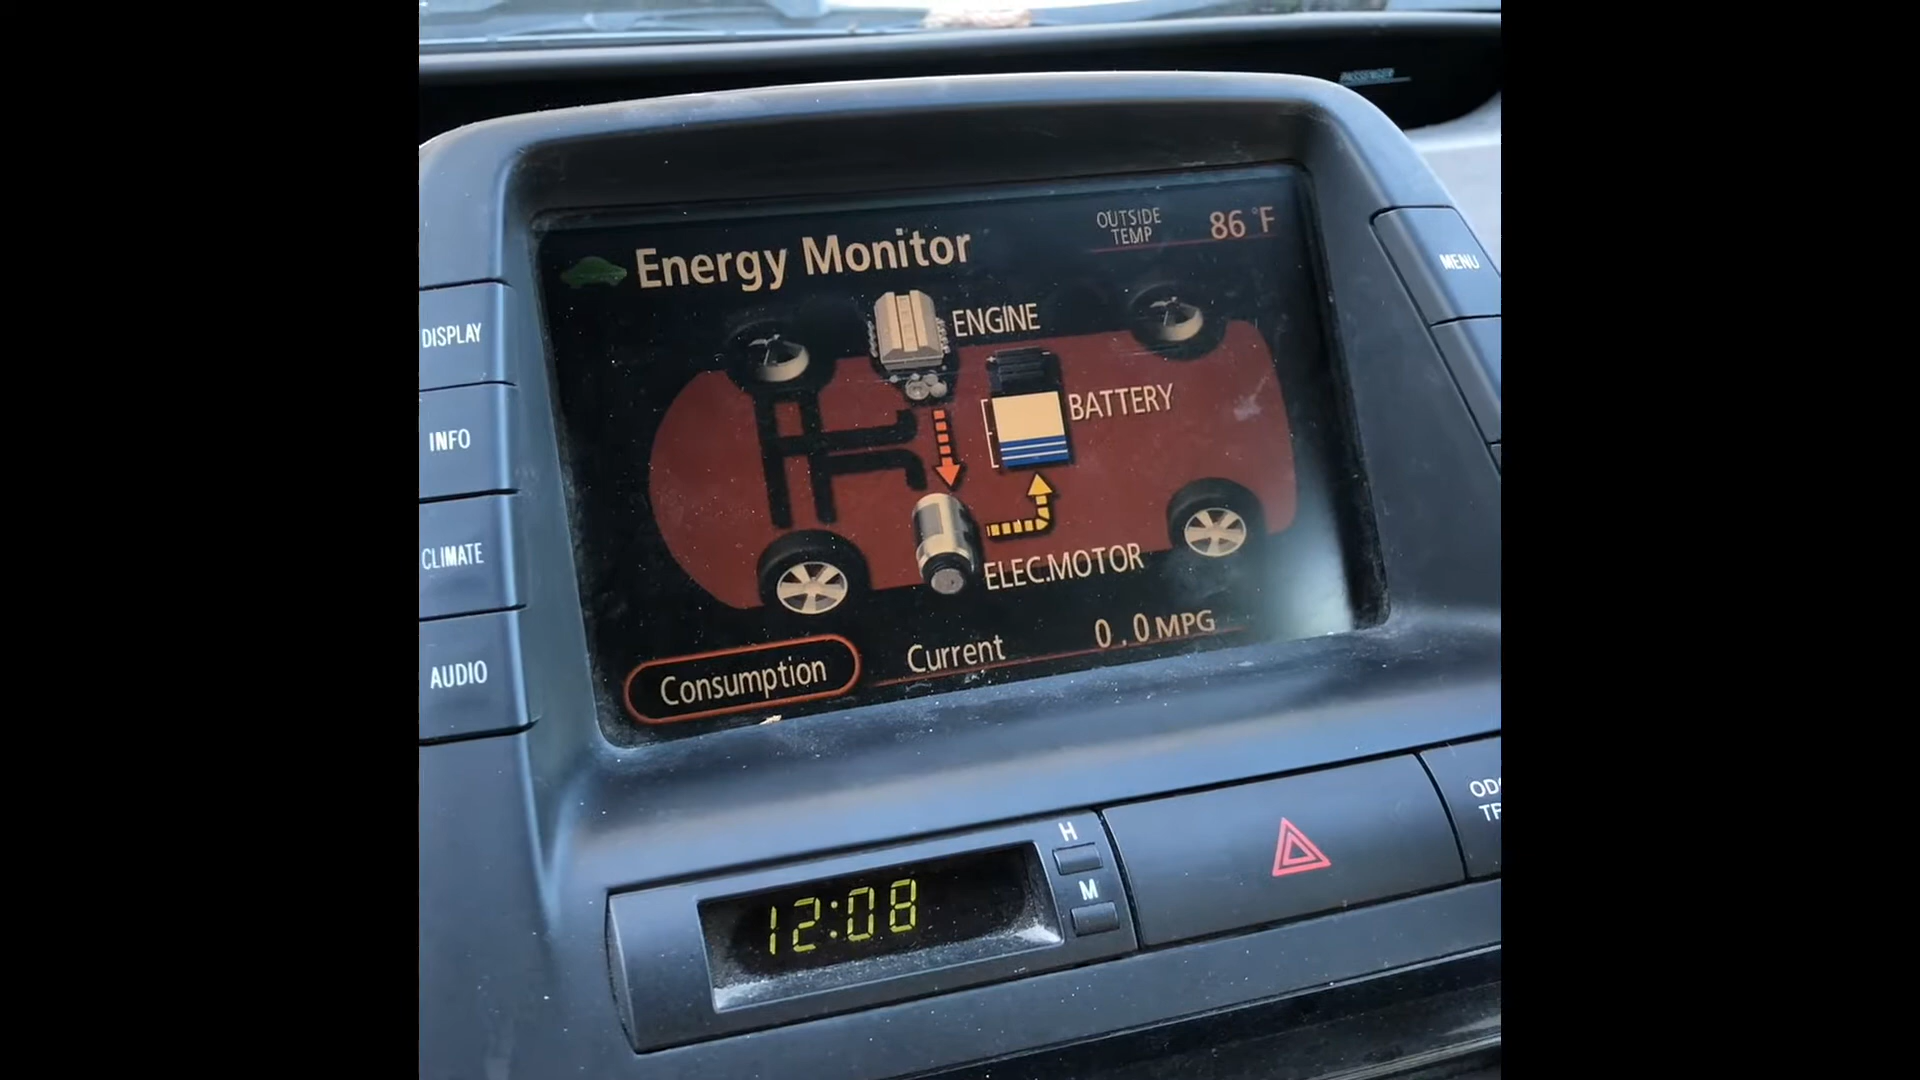 PASSENGER
OUTSIDE
TEMP
86 °F
Energy Monitor
MENU
DISPLAY
ENGINE
BATTERY
INFO
CLIMATE
ELEC.MOTOR
AUDIO
Consumption
Current
0.0 MPG
H
M
12:08